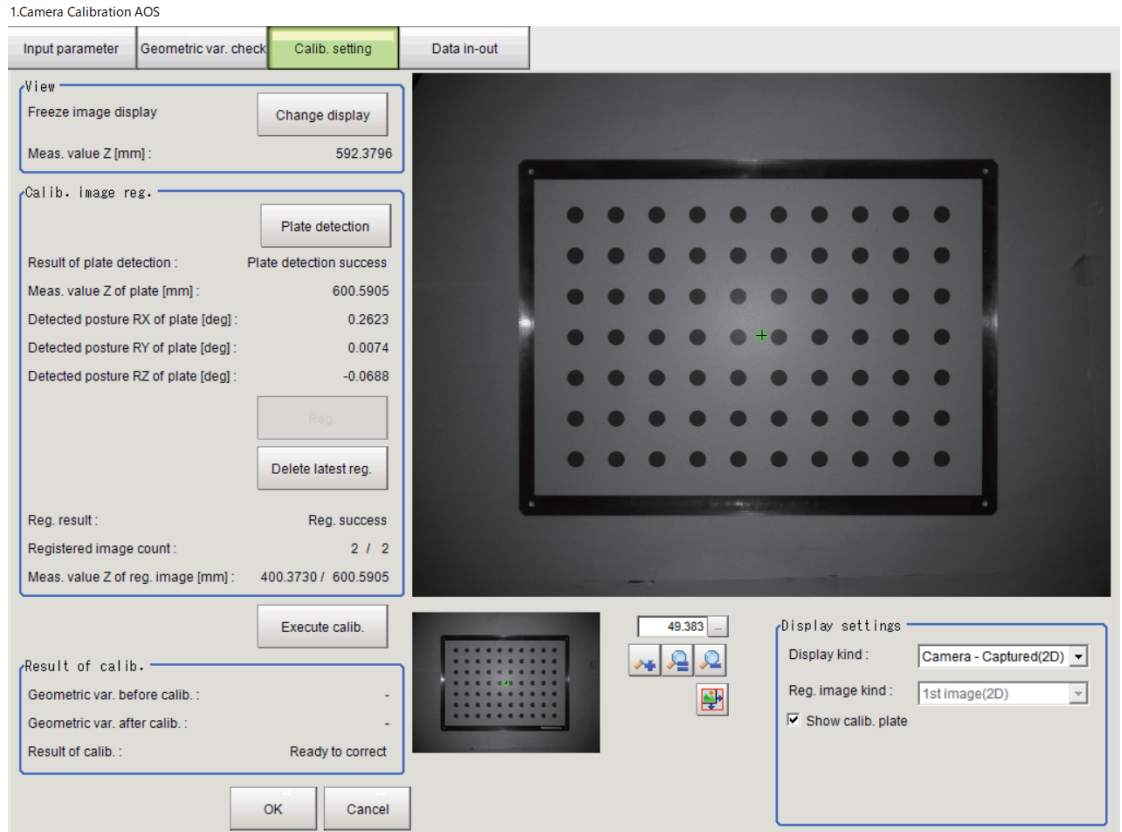 1.Camera Calibration AOS
Input parameter Geometric var. check Calib. setting Data in-out
View
Freeze image display Change display
Meas. value Z [mm] : 592.3796
Calib. image reg.
Plate detection
Result of plate detection : Plate detection success
Meas. value Z of plate [mm] : 600.5905
Detected posture RX of plate [deg] : 0.2623
Detected posture RY of plate [deg] : 0.0074
Detected posture RZ of plate [deg] : -0.0688
Reg.
Delete latest reg.
Reg. result : Reg. success
Registered image count : 2 / 2
Meas. value Z of reg. image [mm] : 400.3730 / 600.5905
Execute calib.
Result of calib.
Geometric var. before calib. : -
Geometric var. after calib. : -
Result of calib. : Ready to correct
OK Cancel
49.383 ...
Display settings
Display kind : Camera - Captured(2D)
Reg. image kind : 1st image(2D)
Show calib. plate